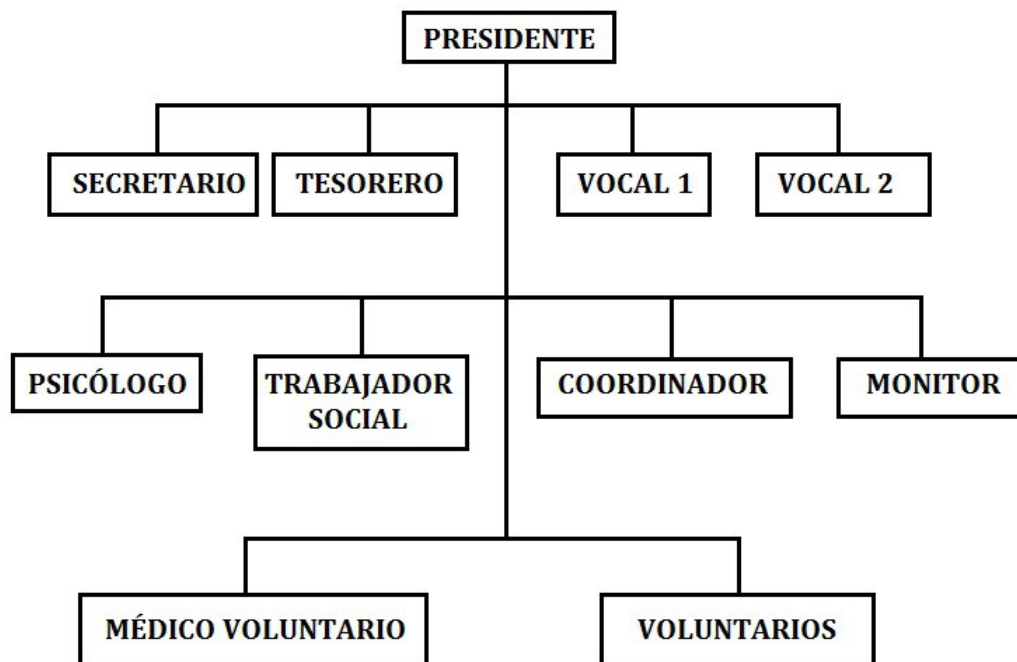 PRESIDENTE
SECRETARIO
TESORERO
VOCAL 1
VOCAL 2
PSICÓLOGO
TRABAJADOR
SOCIAL
COORDINADOR
MONITOR
MÉDICO VOLUNTARIO
VOLUNTARIOS